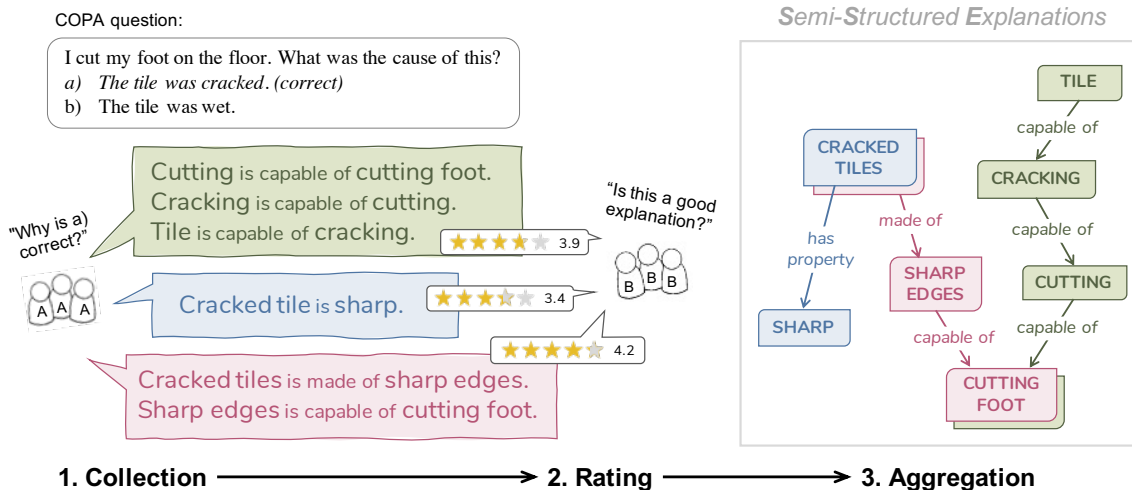 COPA question:
I cut my foot on the floor. What was the cause of this?
a) The tile was cracked. (correct)
b) The tile was wet.
"Why is a) correct?"
A A A
Cutting is capable of cutting foot.
Cracking is capable of cutting.
Tile is capable of cracking.
3.9
Cracked tile is sharp.
3.4
4.2
Cracked tiles is made of sharp edges.
Sharp edges is capable of cutting foot.
“Is this a good explanation?”
B B B
Semi-Structured Explanations
TILE
capable of
CRACKED
TILES
CRACKING
made of
capable of
has
property
SHARP
EDGES
CUTTING
SHARP
capable of
capable of
CUTTING
FOOT
1. Collection
2. Rating
3. Aggregation